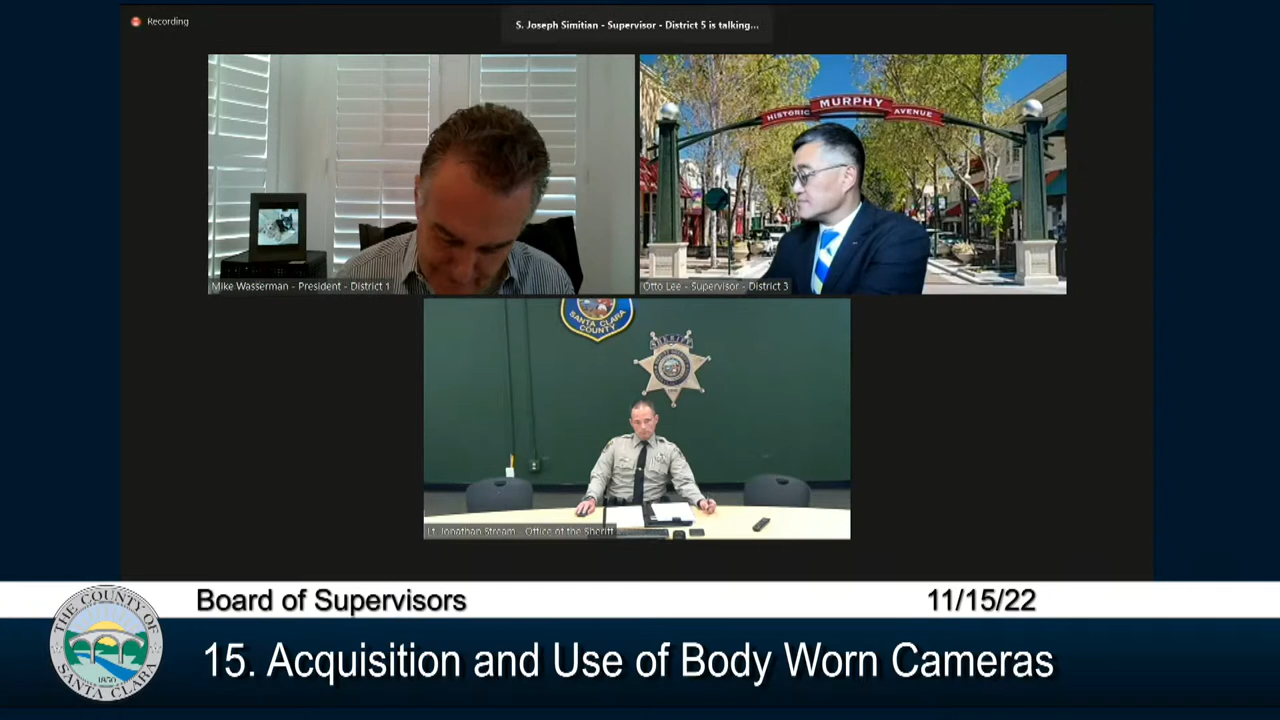 Recording
S. Joseph Simitian - Supervisor - District 5 is talking...
HISTORIC MURPHY AVENUE
Mike Wasserman - President - District 1
Otto Lee - Supervisor - District 3
SANTA CLARA
COUNTY
SHERIFF
Lt. Jonathan Stream - Office of the Sheriff
Board of Supervisors
11/15/22
THE COUNTY OF
SANTA CLARA
1850
15. Acquisition and Use of Body Worn Cameras